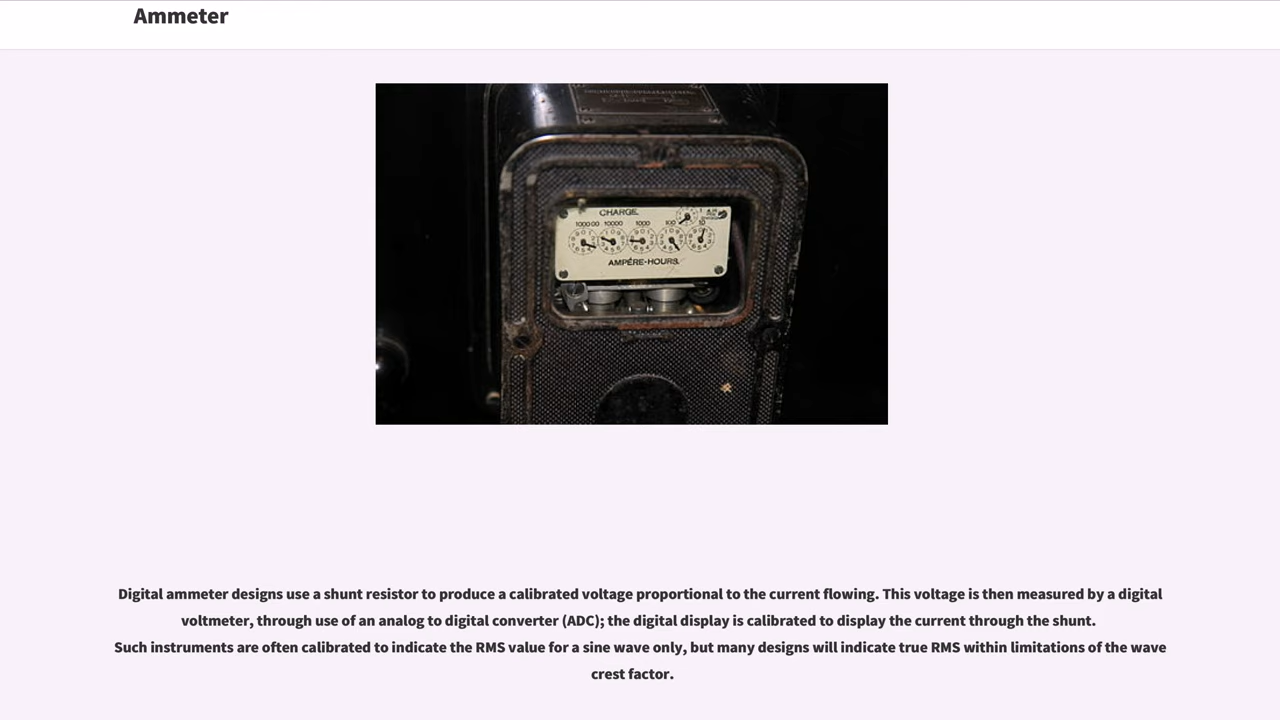 Ammeter
CHARGE.
100000 10000 1000 100 10
AMPÉRE-HOURS.
Digital ammeter designs use a shunt resistor to produce a calibrated voltage proportional to the current flowing. This voltage is then measured by a digital
voltmeter, through use of an analog to digital converter (ADC); the digital display is calibrated to display the current through the shunt.
Such instruments are often calibrated to indicate the RMS value for a sine wave only, but many designs will indicate true RMS within limitations of the wave
crest factor.